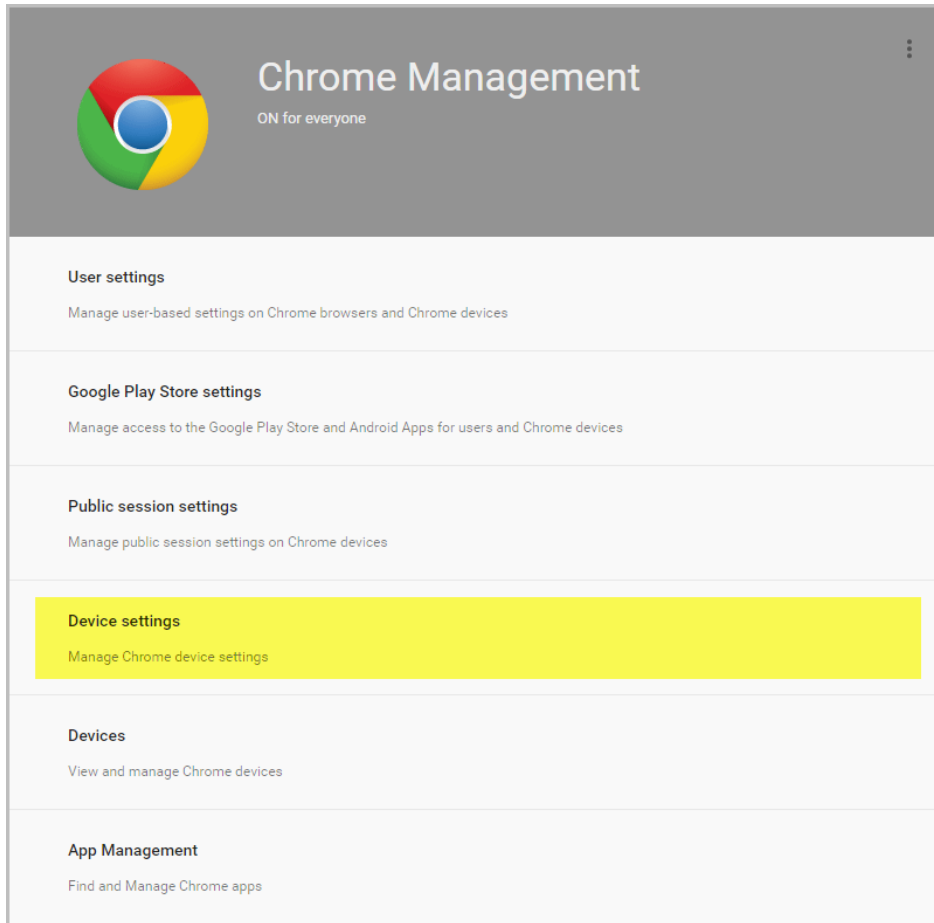 Chrome Management
ON for everyone
User settings
Manage user-based settings on Chrome browsers and Chrome devices
Google Play Store settings
Manage access to the Google Play Store and Android Apps for users and Chrome devices
Public session settings
Manage public session settings on Chrome devices
Device settings
Manage Chrome device settings
Devices
View and manage Chrome devices
App Management
Find and Manage Chrome apps